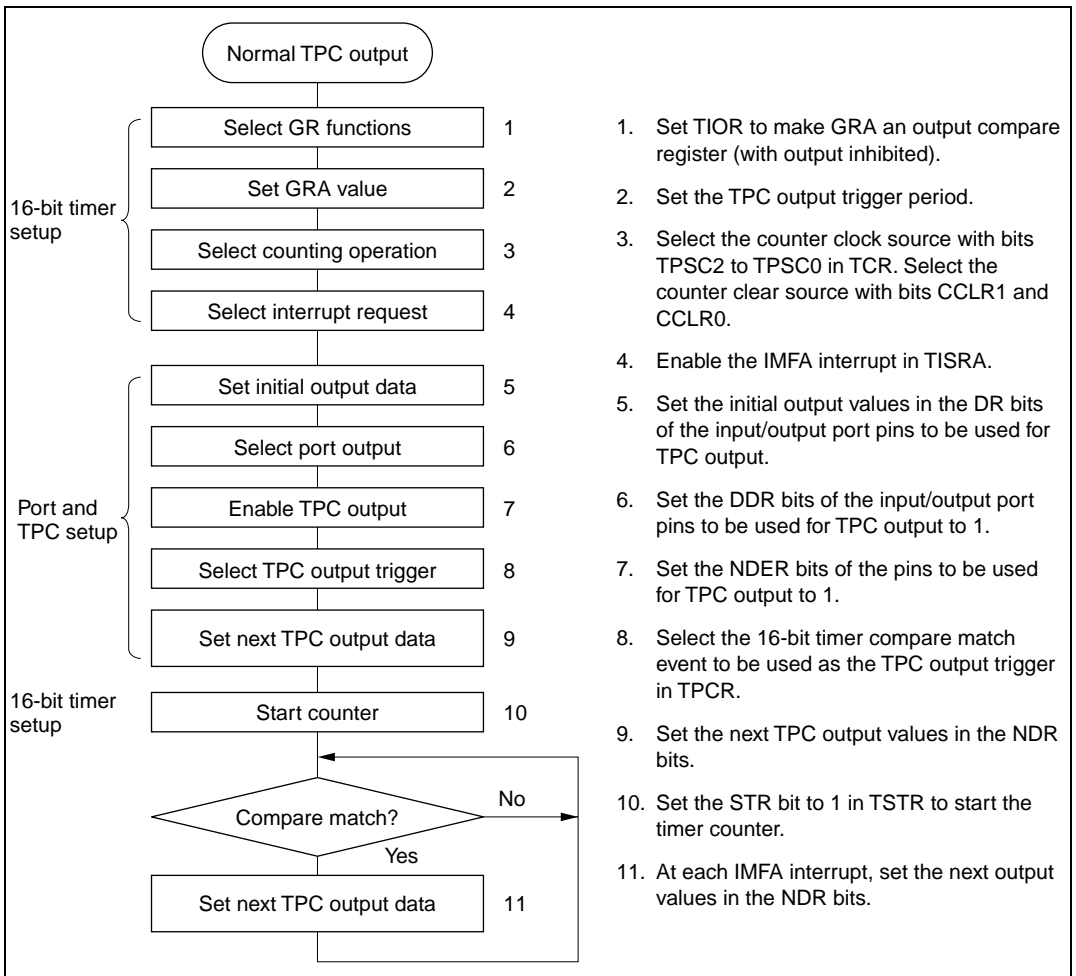 Normal TPC output
16-bit timer
setup
Select GR functions 1
Set GRA value 2
Select counting operation 3
Select interrupt request 4
Port and
TPC setup
Set initial output data 5
Select port output 6
Enable TPC output 7
Select TPC output trigger 8
Set next TPC output data 9
16-bit timer
setup
Start counter 10
Compare match?
No
Yes
Set next TPC output data 11
1. Set TIOR to make GRA an output compare
register (with output inhibited).
2. Set the TPC output trigger period.
3. Select the counter clock source with bits
TPSC2 to TPSC0 in TCR. Select the
counter clear source with bits CCLR1 and
CCLR0.
4. Enable the IMFA interrupt in TISRA.
5. Set the initial output values in the DR bits
of the input/output port pins to be used for
TPC output.
6. Set the DDR bits of the input/output port
pins to be used for TPC output to 1.
7. Set the NDER bits of the pins to be used
for TPC output to 1.
8. Select the 16-bit timer compare match
event to be used as the TPC output trigger
in TPCR.
9. Set the next TPC output values in the NDR
bits.
10. Set the STR bit to 1 in TSTR to start the
timer counter.
11. At each IMFA interrupt, set the next output
values in the NDR bits.